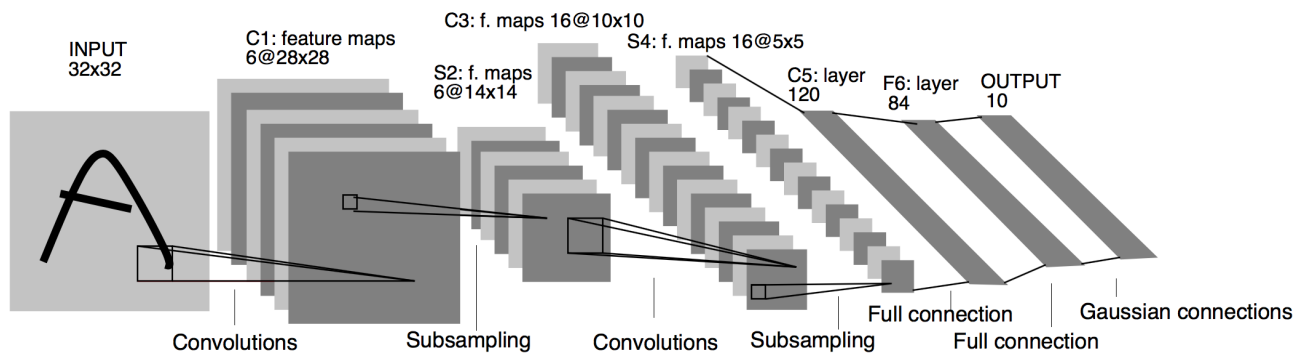 INPUT
32x32
C1: feature maps
6@28x28
S2: f. maps
6@14x14
C3: f. maps 16@10x10
S4: f. maps 16@5x5
C5: layer
120
F6: layer
84
OUTPUT
10
Convolutions
Subsampling
Convolutions
Subsampling
Full connection
Full connection
Gaussian connections